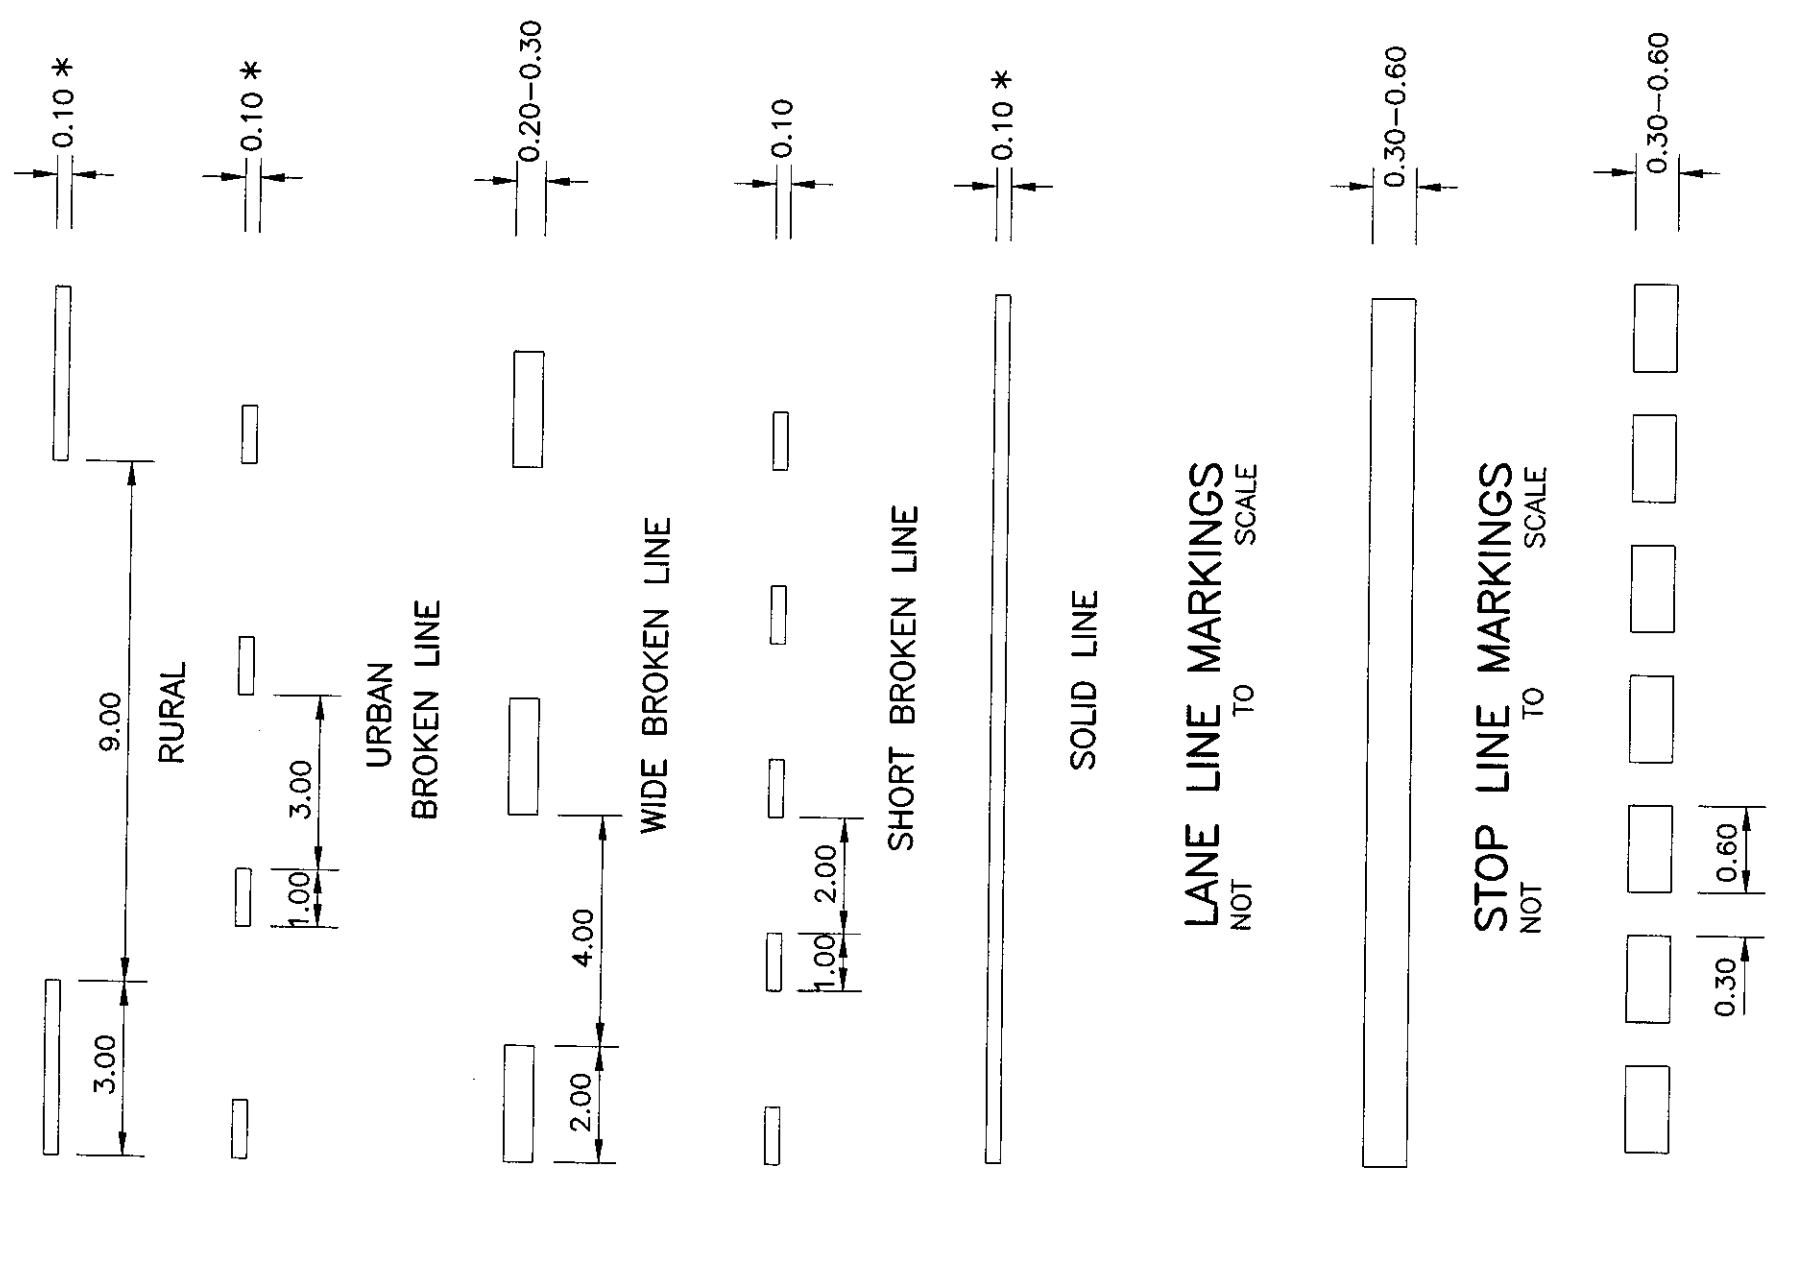 0.10 *
9.00
3.00
RURAL
0.10 *
3.00
1.00
URBAN
BROKEN LINE
0.20-0.30
4.00
2.00
WIDE BROKEN LINE
0.10
2.00
1.00
SHORT BROKEN LINE
0.10 *
SOLID LINE
LANE LINE MARKINGS
NOT TO SCALE
0.30-0.60
STOP LINE MARKINGS
NOT TO SCALE
0.30-0.60
0.30
0.60